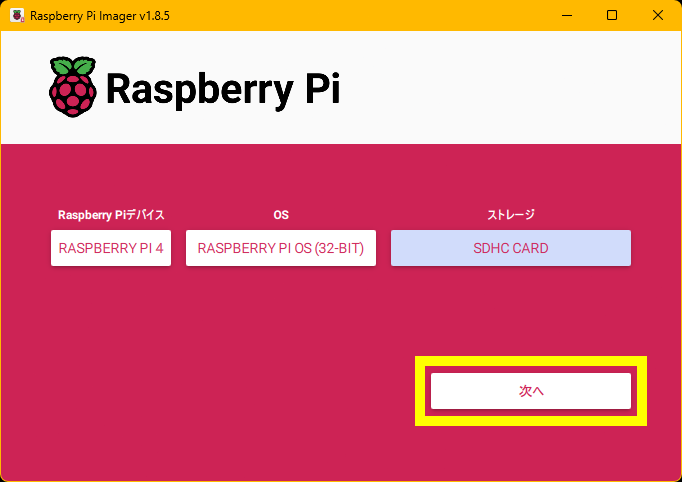 Raspberry Pi Imager v1.8.5
Raspberry Pi
Raspberry Piデバイス
OS
ストレージ
RASPBERRY PI 4
RASPBERRY PI OS (32-BIT)
SDHC CARD
次へ